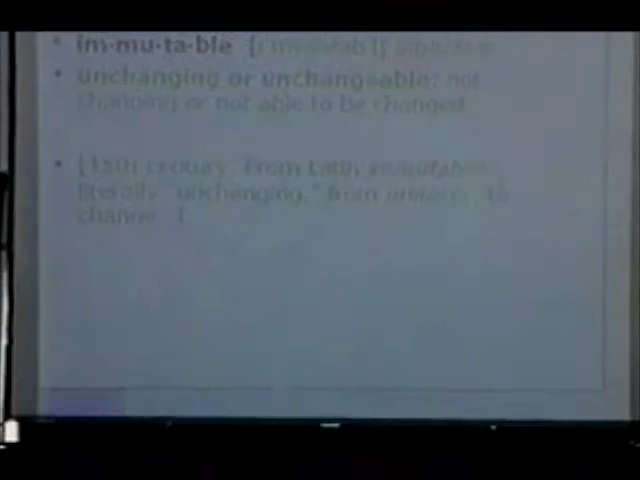 • im·mu·ta·ble [ adjective
• unchanging or unchangeable: not
changing or not able to be changed
• [15th century. From Latin immutabilis,
literally "unchanging," from mutare, "to
change".]